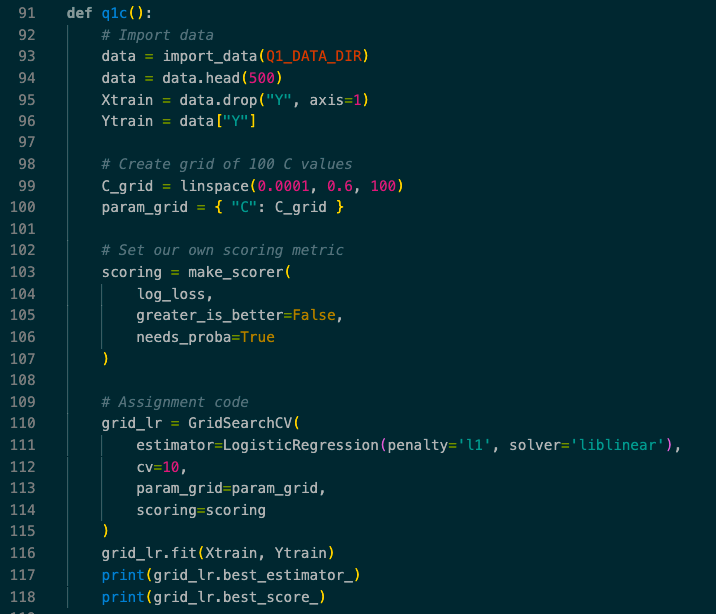 91 def q1c():
92     # Import data
93     data = import_data(Q1_DATA_DIR)
94     data = data.head(500)
95     Xtrain = data.drop("Y", axis=1)
96     Ytrain = data["Y"]
97
98     # Create grid of 100 C values
99     C_grid = linspace(0.0001, 0.6, 100)
100     param_grid = { "C": C_grid }
101
102     # Set our own scoring metric
103     scoring = make_scorer(
104         log_loss,
105         greater_is_better=False,
106         needs_proba=True
107     )
108
109     # Assignment code
110     grid_lr = GridSearchCV(
111         estimator=LogisticRegression(penalty='l1', solver='liblinear'),
112         cv=10,
113         param_grid=param_grid,
114         scoring=scoring
115     )
116     grid_lr.fit(Xtrain, Ytrain)
117     print(grid_lr.best_estimator_)
118     print(grid_lr.best_score_)